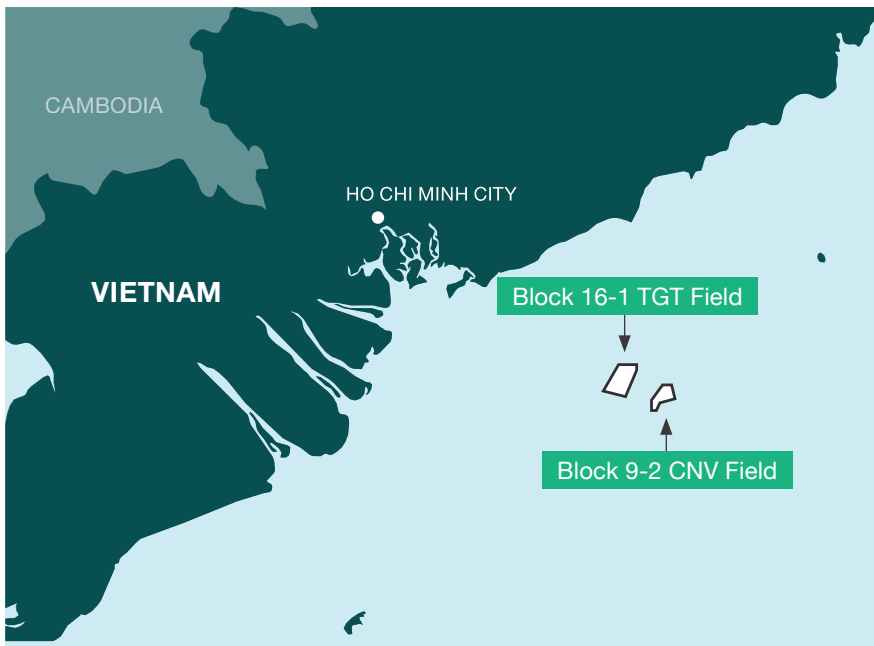 CAMBODIA
HO CHI MINH CITY
VIETNAM
Block 16-1 TGT Field
Block 9-2 CNV Field